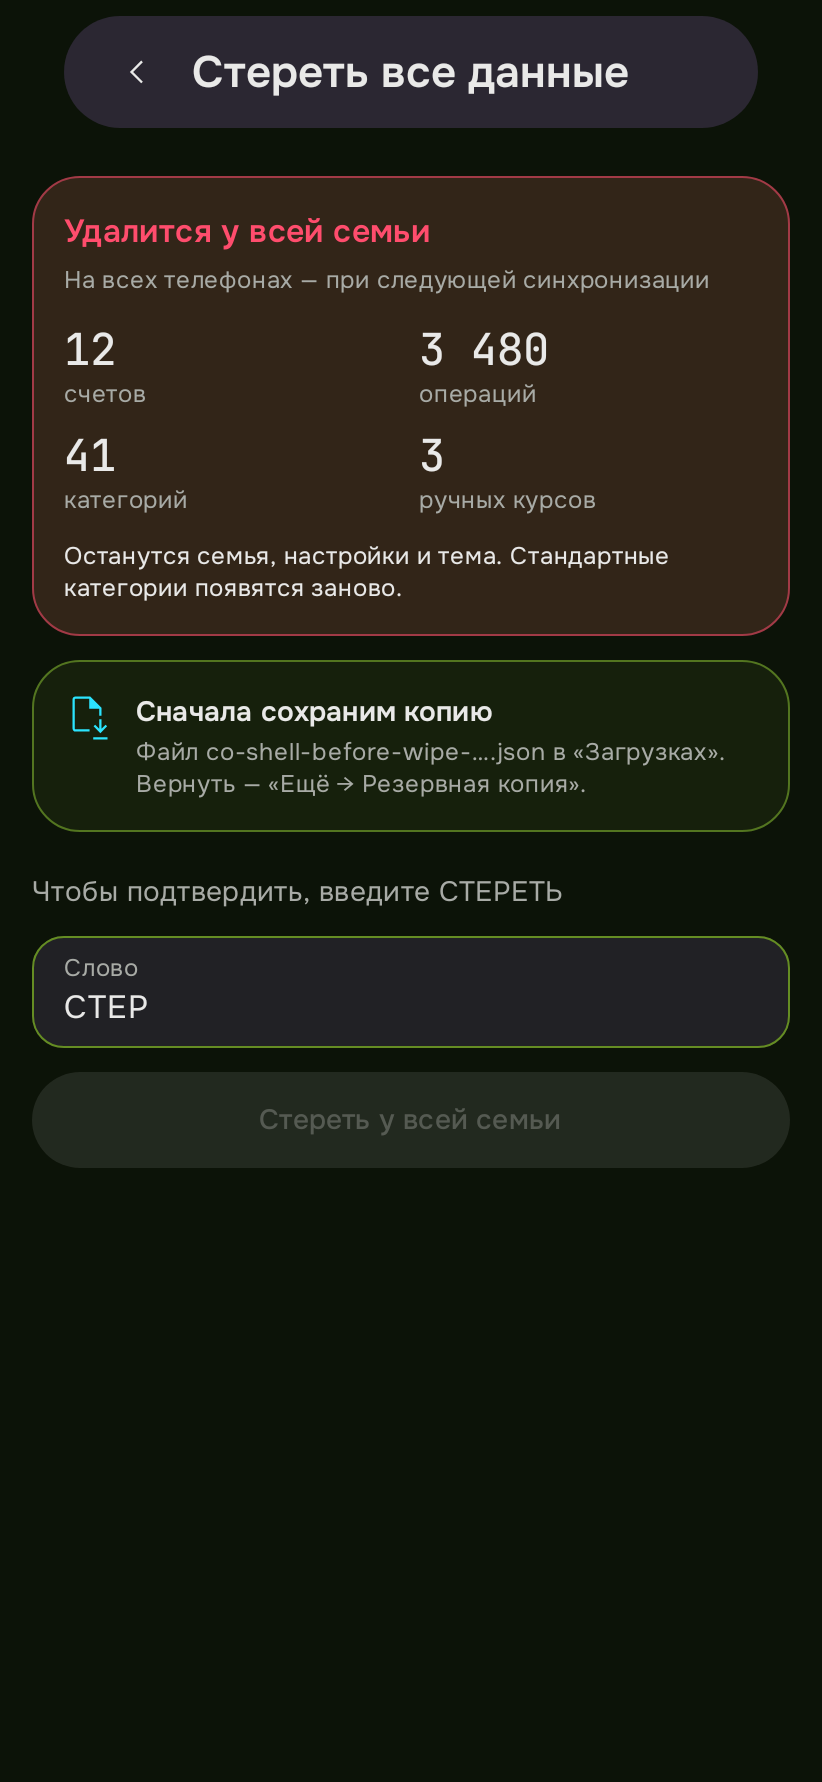 Стереть все данные
Удалится у всей семьи
На всех телефонах — при следующей синхронизации
12
счетов
3 480
операций
41
категорий
3
ручных курсов
Останутся семья, настройки и тема. Стандартные
категории появятся заново.
Сначала сохраним копию
Файл co-shell-before-wipe-….json в «Загрузках».
Вернуть — «Ещё → Резервная копия».
Чтобы подтвердить, введите СТЕРЕТЬ
Слово
СТЕР
Стереть у всей семьи